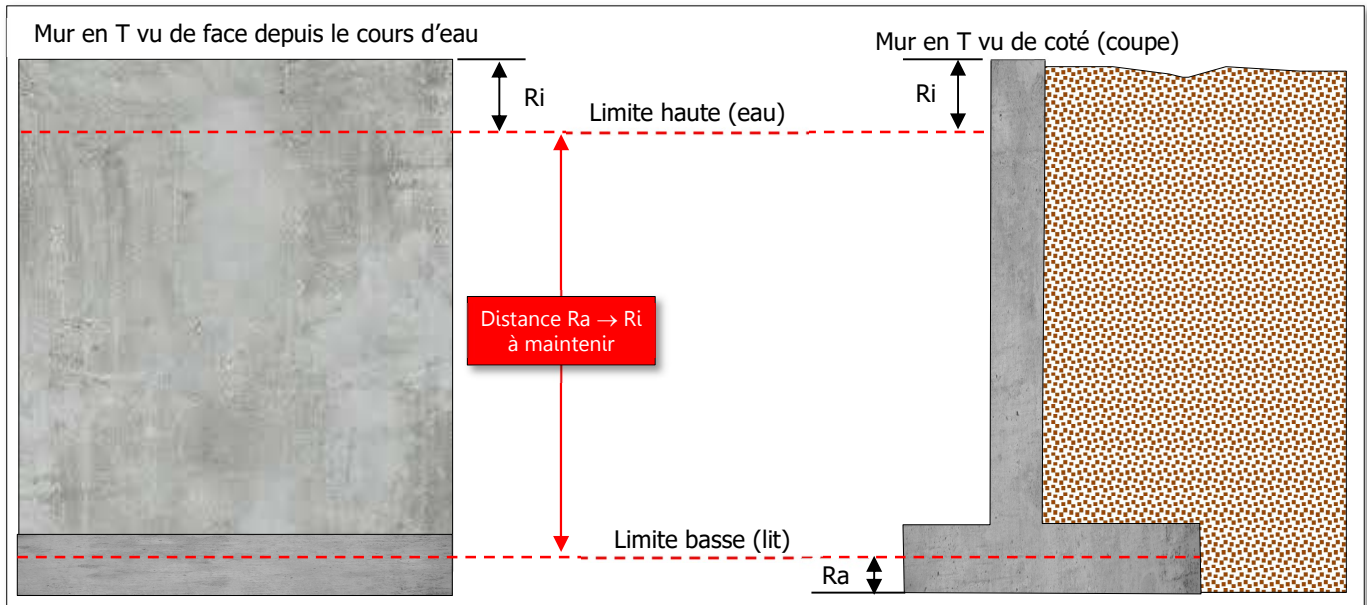 Mur en T vu de face depuis le cours d’eau
Mur en T vu de coté (coupe)
Ri
Ri
Limite haute (eau)
Distance Ra → Ri
à maintenir
Limite basse (lit)
Ra